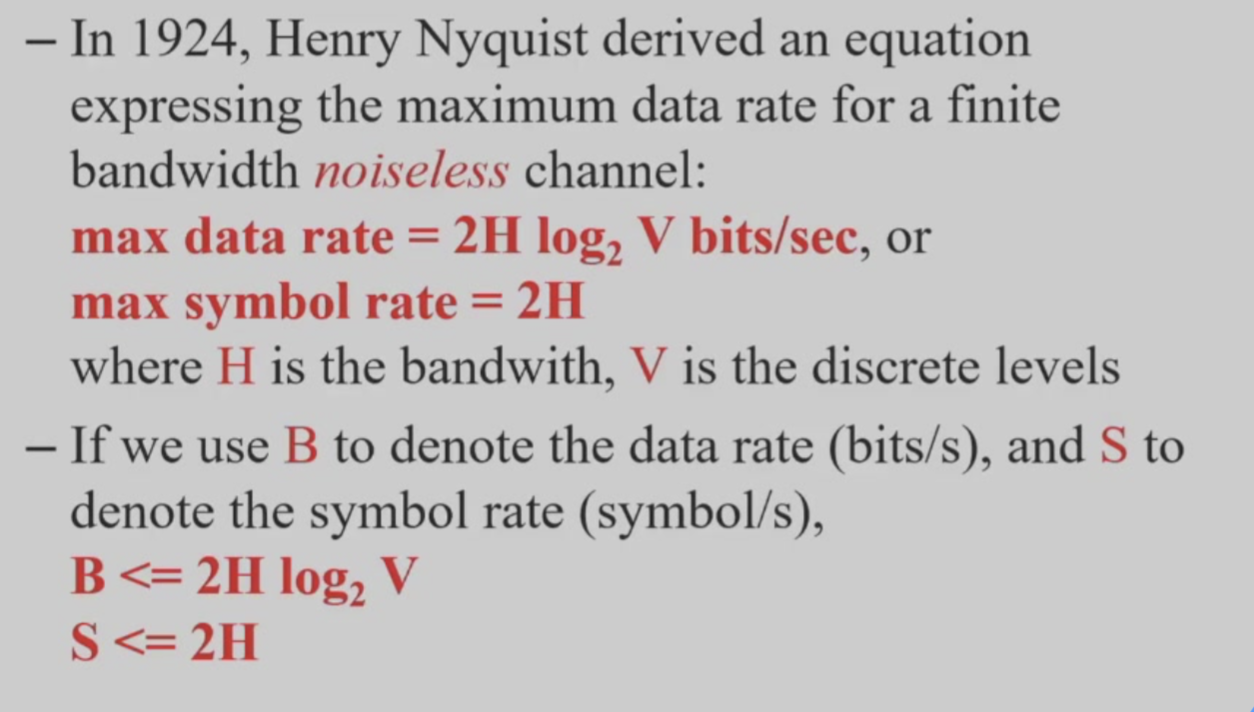 – In 1924, Henry Nyquist derived an equation
expressing the maximum data rate for a finite
bandwidth noiseless channel:
max data rate = 2H log₂ V bits/sec, or
max symbol rate = 2H
where H is the bandwith, V is the discrete levels
– If we use B to denote the data rate (bits/s), and S to
denote the symbol rate (symbol/s),
B <= 2H log₂ V
S <= 2H